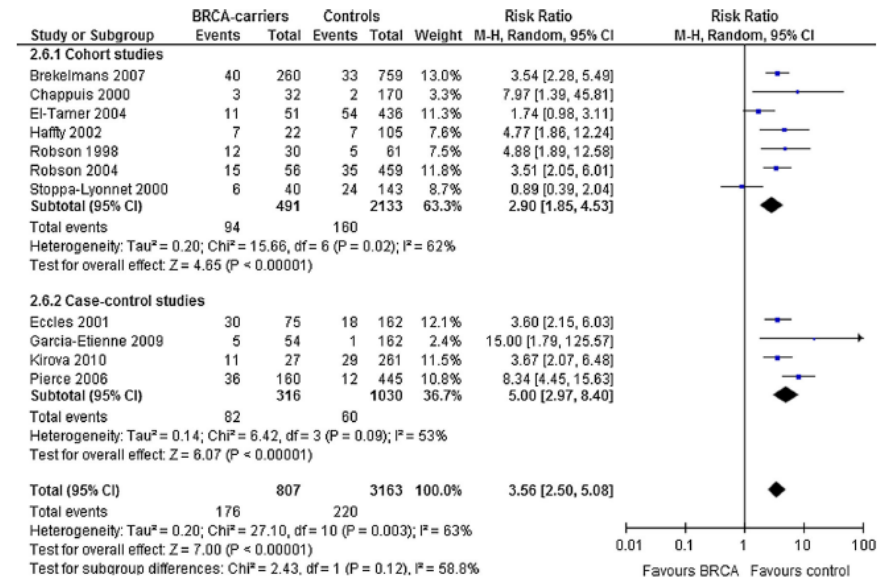 BRCA-carriers Controls Risk Ratio Risk Ratio
Study or Subgroup Events Total Events Total Weight M-H, Random, 95% CI M-H, Random, 95% CI
2.6.1 Cohort studies
Brekelmans 2007 40 260 33 759 13.0% 3.54 [2.28, 5.49]
Chappuis 2000 3 32 2 170 3.3% 7.97 [1.39, 45.81]
El-Tamer 2004 11 51 54 436 11.3% 1.74 [0.98, 3.11]
Haffty 2002 7 22 7 105 7.6% 4.77 [1.86, 12.24]
Robson 1998 12 30 5 61 7.5% 4.88 [1.89, 12.58]
Robson 2004 15 56 35 459 11.8% 3.51 [2.05, 6.01]
Stoppa-Lyonnet 2000 6 40 24 143 8.7% 0.89 [0.39, 2.04]
Subtotal (95% CI) 491 2133 63.3% 2.90 [1.85, 4.53]
Total events 94 160
Heterogeneity: Tau² = 0.20; Chi² = 15.66, df = 6 (P = 0.02); I² = 62%
Test for overall effect: Z = 4.65 (P < 0.00001)
2.6.2 Case-control studies
Eccles 2001 30 75 18 162 12.1% 3.60 [2.15, 6.03]
Garcia-Etienne 2009 5 54 1 162 2.4% 15.00 [1.79, 125.57]
Kirova 2010 11 27 29 261 11.5% 3.67 [2.07, 6.48]
Pierce 2006 36 160 12 445 10.8% 8.34 [4.45, 15.63]
Subtotal (95% CI) 316 1030 36.7% 5.00 [2.97, 8.40]
Total events 82 60
Heterogeneity: Tau² = 0.14; Chi² = 6.42, df = 3 (P = 0.09); I² = 53%
Test for overall effect: Z = 6.07 (P < 0.00001)
Total (95% CI) 807 3163 100.0% 3.56 [2.50, 5.08]
Total events 176 220
Heterogeneity: Tau² = 0.20; Chi² = 27.10, df = 10 (P = 0.003); I² = 63%
Test for overall effect: Z = 7.00 (P < 0.00001)
Test for subgroup differences: Chi² = 2.43, df = 1 (P = 0.12), I² = 58.8%
0.01 0.1 1 10 100
Favours BRCA Favours control